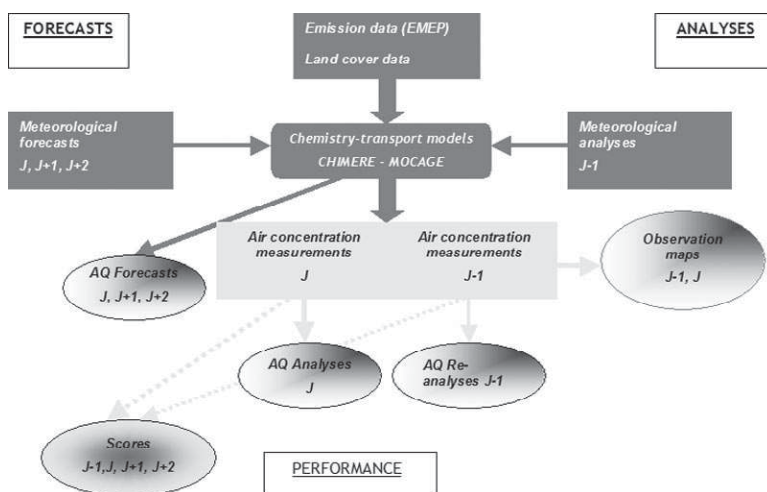 FORECASTS
Emission data (EMEP)
Land cover data
ANALYSES
Meteorological
forecasts
J, J+1, J+2
Chemistry-transport models
CHIMERE - MOCAGE
Meteorological
analyses
J-1
Air concentration
measurements
J
Air concentration
measurements
J-1
Observation
maps
J-1, J
AQ Forecasts
J, J+1, J+2
AQ Analyses
J
AQ Re-
analyses J-1
Scores
J-1,J, J+1, J+2
PERFORMANCE